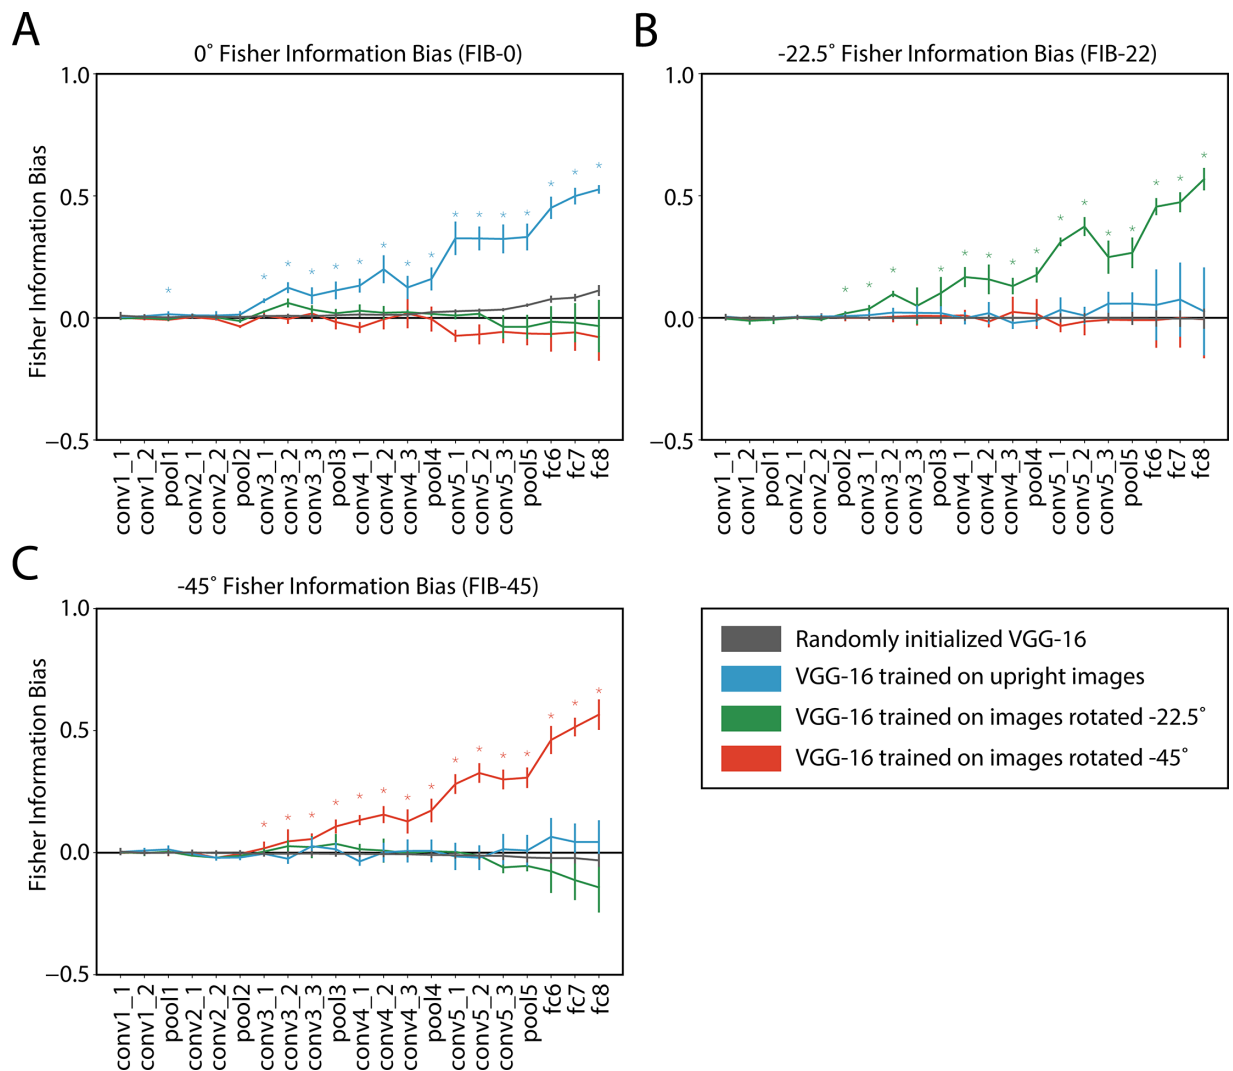 A
0° Fisher Information Bias (FIB-0)
Fisher Information Bias
1.0
0.5
0.0
−0.5
conv1_1
conv1_2
pool1
conv2_1
conv2_2
pool2
conv3_1
conv3_2
conv3_3
pool3
conv4_1
conv4_2
conv4_3
pool4
conv5_1
conv5_2
conv5_3
pool5
fc6
fc7
fc8
B
-22.5° Fisher Information Bias (FIB-22)
1.0
0.5
0.0
−0.5
conv1_1
conv1_2
pool1
conv2_1
conv2_2
pool2
conv3_1
conv3_2
conv3_3
pool3
conv4_1
conv4_2
conv4_3
pool4
conv5_1
conv5_2
conv5_3
pool5
fc6
fc7
fc8
C
-45° Fisher Information Bias (FIB-45)
Fisher Information Bias
1.0
0.5
0.0
−0.5
conv1_1
conv1_2
pool1
conv2_1
conv2_2
pool2
conv3_1
conv3_2
conv3_3
pool3
conv4_1
conv4_2
conv4_3
pool4
conv5_1
conv5_2
conv5_3
pool5
fc6
fc7
fc8
Randomly initialized VGG-16
VGG-16 trained on upright images
VGG-16 trained on images rotated -22.5°
VGG-16 trained on images rotated -45°